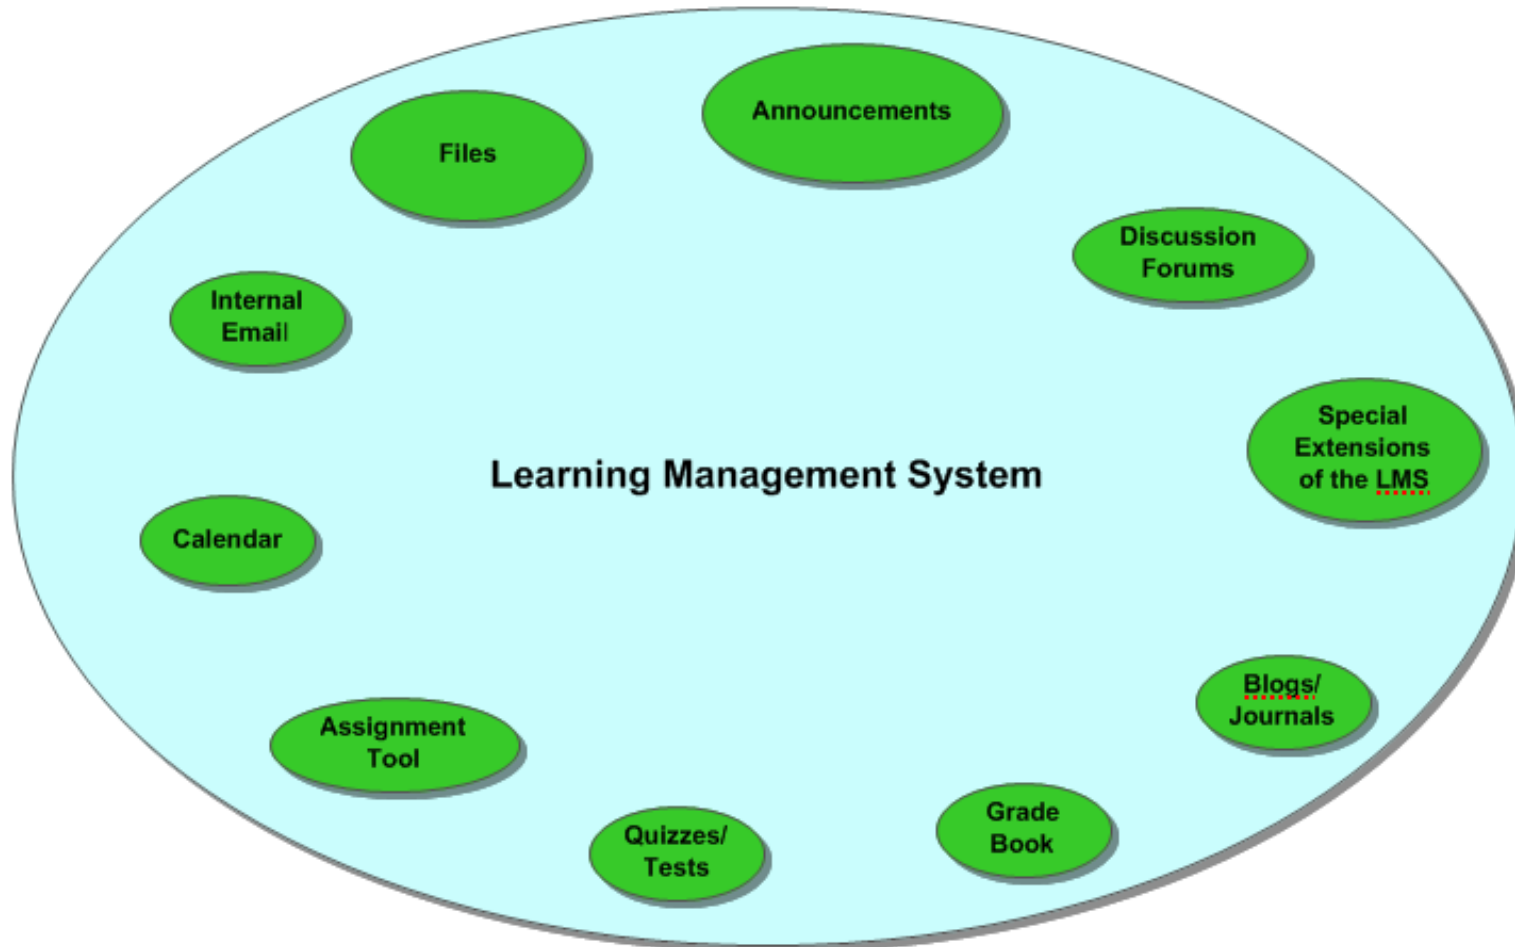 Announcements
Files
Discussion
Forums
Internal
Email
Special
Extensions
of the LMS
Learning Management System
Calendar
Blogs/
Journals
Assignment
Tool
Grade
Book
Quizzes/
Tests